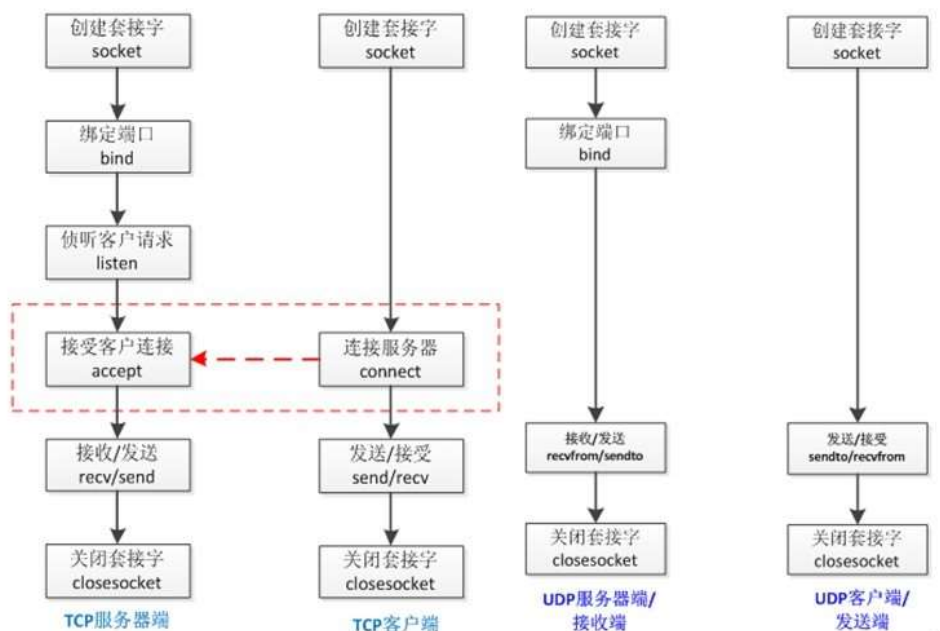 创建套接字
socket
绑定端口
bind
侦听客户请求
listen
接受客户连接
accept
接收/发送
recv/send
关闭套接字
closesocket
TCP服务器端
创建套接字
socket
连接服务器
connect
发送/接受
send/recv
关闭套接字
closesocket
TCP客户端
创建套接字
socket
绑定端口
bind
接收/发送
recvfrom/sendto
关闭套接字
closesocket
UDP服务器端/
接收端
创建套接字
socket
发送/接受
sendto/recvfrom
关闭套接字
closesocket
UDP客户端/
发送端